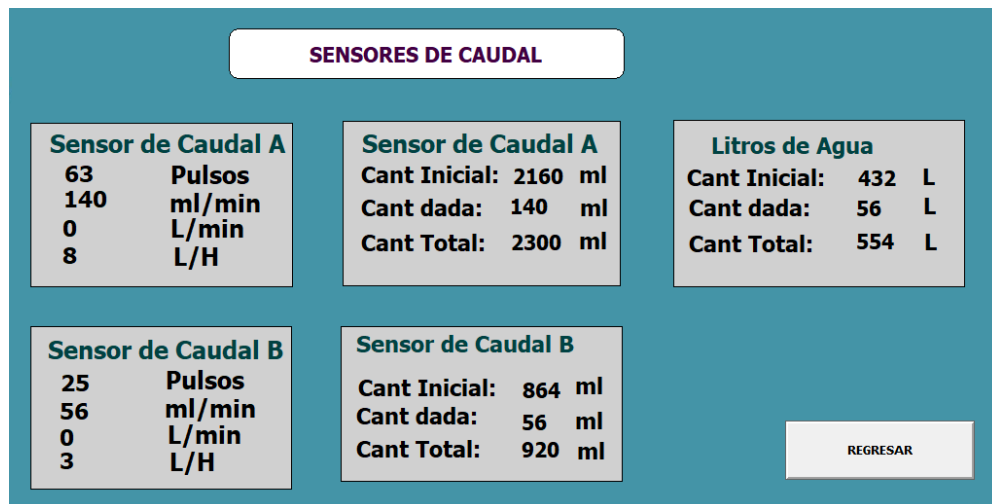 SENSORES DE CAUDAL
Sensor de Caudal A
63 Pulsos
140 ml/min
0 L/min
8 L/H
Sensor de Caudal A
Cant Inicial: 2160 ml
Cant dada: 140 ml
Cant Total: 2300 ml
Litros de Agua
Cant Inicial: 432 L
Cant dada: 56 L
Cant Total: 554 L
Sensor de Caudal B
25 Pulsos
56 ml/min
0 L/min
3 L/H
Sensor de Caudal B
Cant Inicial: 864 ml
Cant dada: 56 ml
Cant Total: 920 ml
REGRESAR